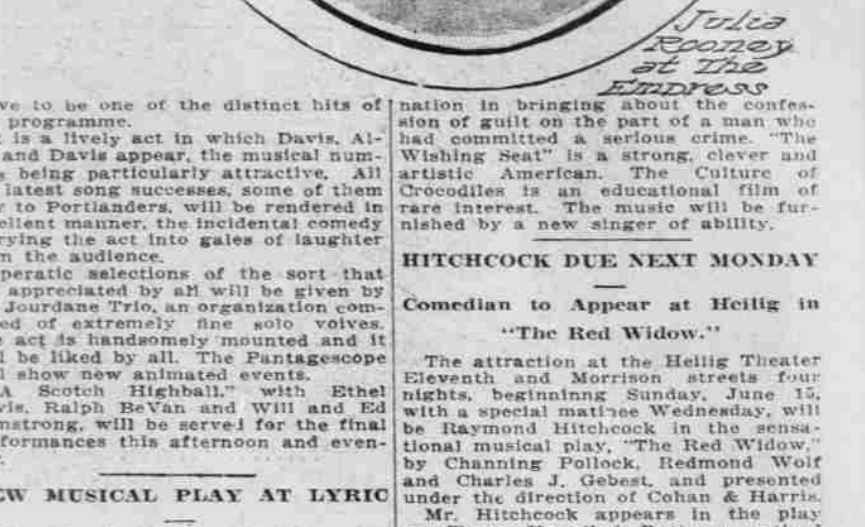 Julia
Rooney
at The
Empress
ve to be one of the distinct hits of
programme.
is a lively act in which Davis, Al-
and Davis appear, the musical num-
being particularly attractive. All
latest song successes, some of them
to Portlanders, will be rendered in
ellent manner, the incidental comedy
rying the act into gales of laughter
the audience.
peratic selections of the sort that
appreciated by all will be given by
Jourdane Trio, an organization com-
ed of extremely fine solo voives.
act is handsomely mounted and it
be liked by all. The Pantagescope
show new animated events.
A Scotch Highball," with Ethel
vis, Ralph BeVan and Will and Ed
mstrong, will be served for the final
formances this afternoon and even-
EW MUSICAL PLAY AT LYRIC
nation in bringing about the confes-
sion of guilt on the part of a man who
had committed a serious crime. "The
Wishing Seat" is a strong, clever and
artistic American. The Culture of
Crocodiles is an educational film of
rare interest. The music will be fur-
nished by a new singer of ability.
HITCHCOCK DUE NEXT MONDAY
Comedian to Appear at Heilig in
"The Red Widow."
The attraction at the Heilig Theater
Eleventh and Morrison streets four
nights, beginninng Sunday, June 15,
with a special matinee Wednesday, will
be Raymond Hitchcock in the sensa-
tional musical play, "The Red Widow,"
by Channing Pollock, Redmond Wolf
and Charles J. Gebest, and presented
under the direction of Cohan & Harris.
Mr. Hitchcock appears in the play